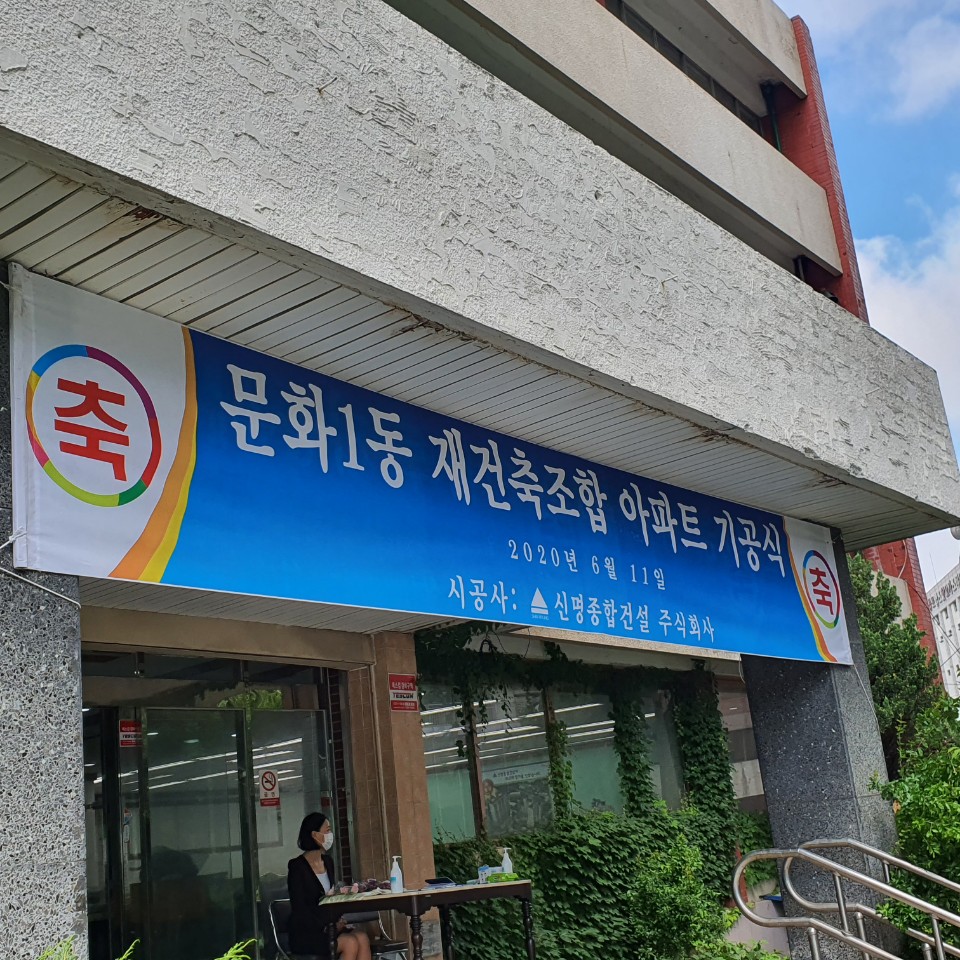 축
문화1동 재건축조합 아파트 기공식
2020년 6월 11일
시공사: 신명종합건설 주식회사
축